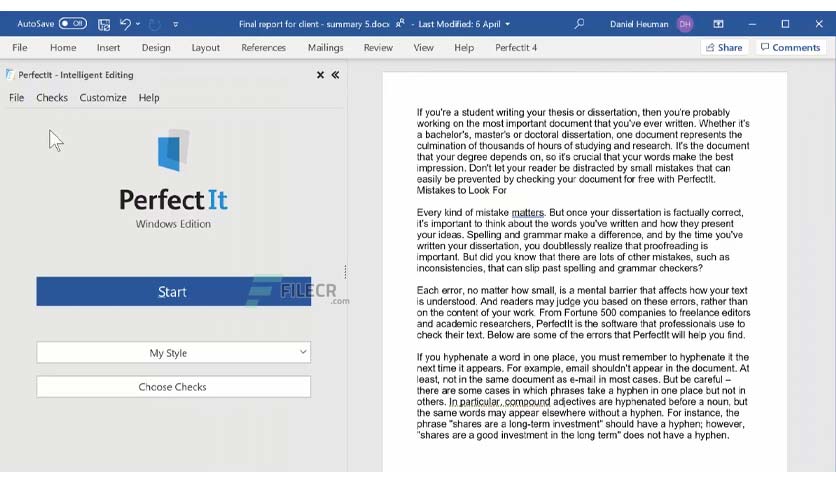 AutoSave Off Final report for client - summary 5.docx - Last Modified: 6 April Daniel Heuman DH
File Home Insert Design Layout References Mailings Review View Help PerfectIt 4 Share Comments
PerfectIt - Intelligent Editing
File Checks Customize Help
PerfectIt
Windows Edition
Start
FILECR
.com
My Style
Choose Checks
If you're a student writing your thesis or dissertation, then you're probably
working on the most important document that you've ever written. Whether it's
a bachelor's, master's or doctoral dissertation, one document represents the
culmination of thousands of hours of studying and research. It's the document
that your degree depends on, so it's crucial that your words make the best
impression. Don't let your reader be distracted by small mistakes that can
easily be prevented by checking your document for free with PerfectIt.
Mistakes to Look For
Every kind of mistake matters. But once your dissertation is factually correct,
it's important to think about the words you've written and how they present
your ideas. Spelling and grammar make a difference, and by the time you've
written your dissertation, you doubtlessly realize that proofreading is
important. But did you know that there are lots of other mistakes, such as
inconsistencies, that can slip past spelling and grammar checkers?
Each error, no matter how small, is a mental barrier that affects how your text
is understood. And readers may judge you based on these errors, rather than
on the content of your work. From Fortune 500 companies to freelance editors
and academic researchers, PerfectIt is the software that professionals use to
check their text. Below are some of the errors that PerfectIt will help you find.
If you hyphenate a word in one place, you must remember to hyphenate it the
next time it appears. For example, email shouldn't appear in the document. At
least, not in the same document as e-mail in most cases. But be careful –
there are some cases in which phrases take a hyphen in one place but not in
others. In particular, compound adjectives are hyphenated before a noun, but
the same words may appear elsewhere without a hyphen. For instance, the
phrase "shares are a long-term investment" should have a hyphen; however,
"shares are a good investment in the long term" does not have a hyphen.